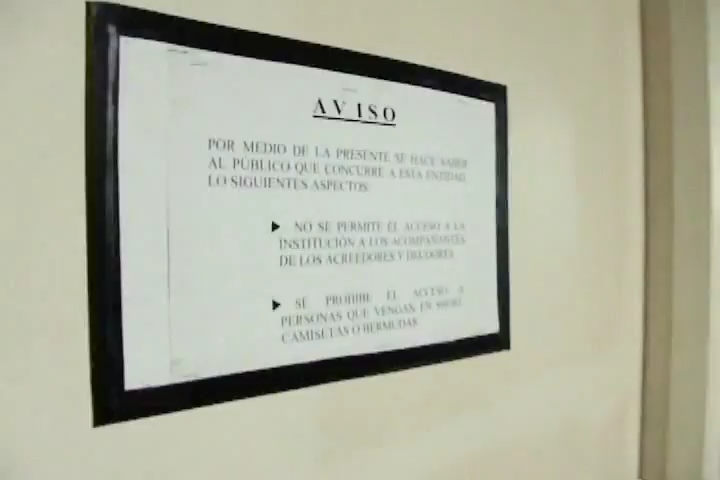 AVISO
POR MEDIO DE LA PRESENTE SE HACE SABER
AL PÚBLICO QUE CONCURRE A ESTA ENTIDAD
LO SIGUIENTES ASPECTOS
NO SE PERMITE EL ACCESO A LA
INSTITUCIÓN A LOS ACOMPAÑANTES
DE LOS ACREEDORES Y DEUDORES
SE PROHIBE EL ACCESO A
PERSONAS QUE VENGAN EN SHORT
CAMISETAS O BERMUDAS